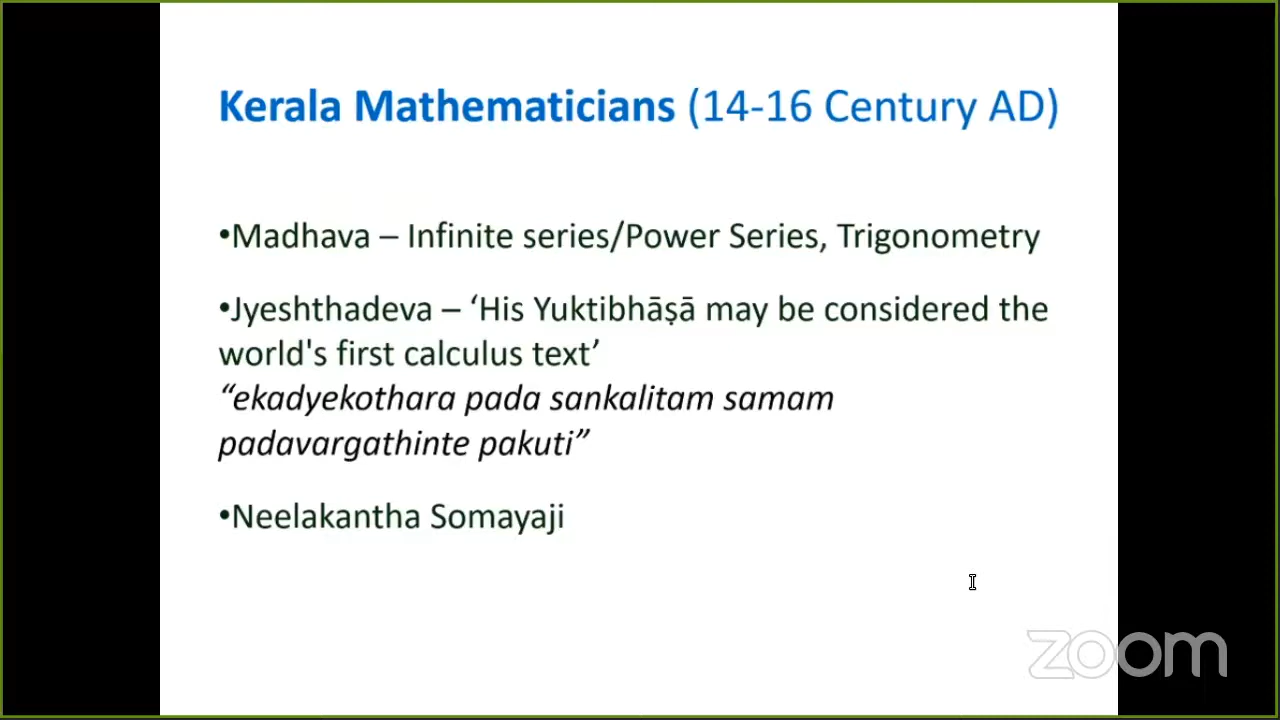 Kerala Mathematicians (14-16 Century AD)
•Madhava – Infinite series/Power Series, Trigonometry
•Jyeshthadeva – ‘His Yuktibhāṣā may be considered the
world's first calculus text’
“ekadyekothara pada sankalitam samam
padavargathinte pakuti”
•Neelakantha Somayaji
zoom